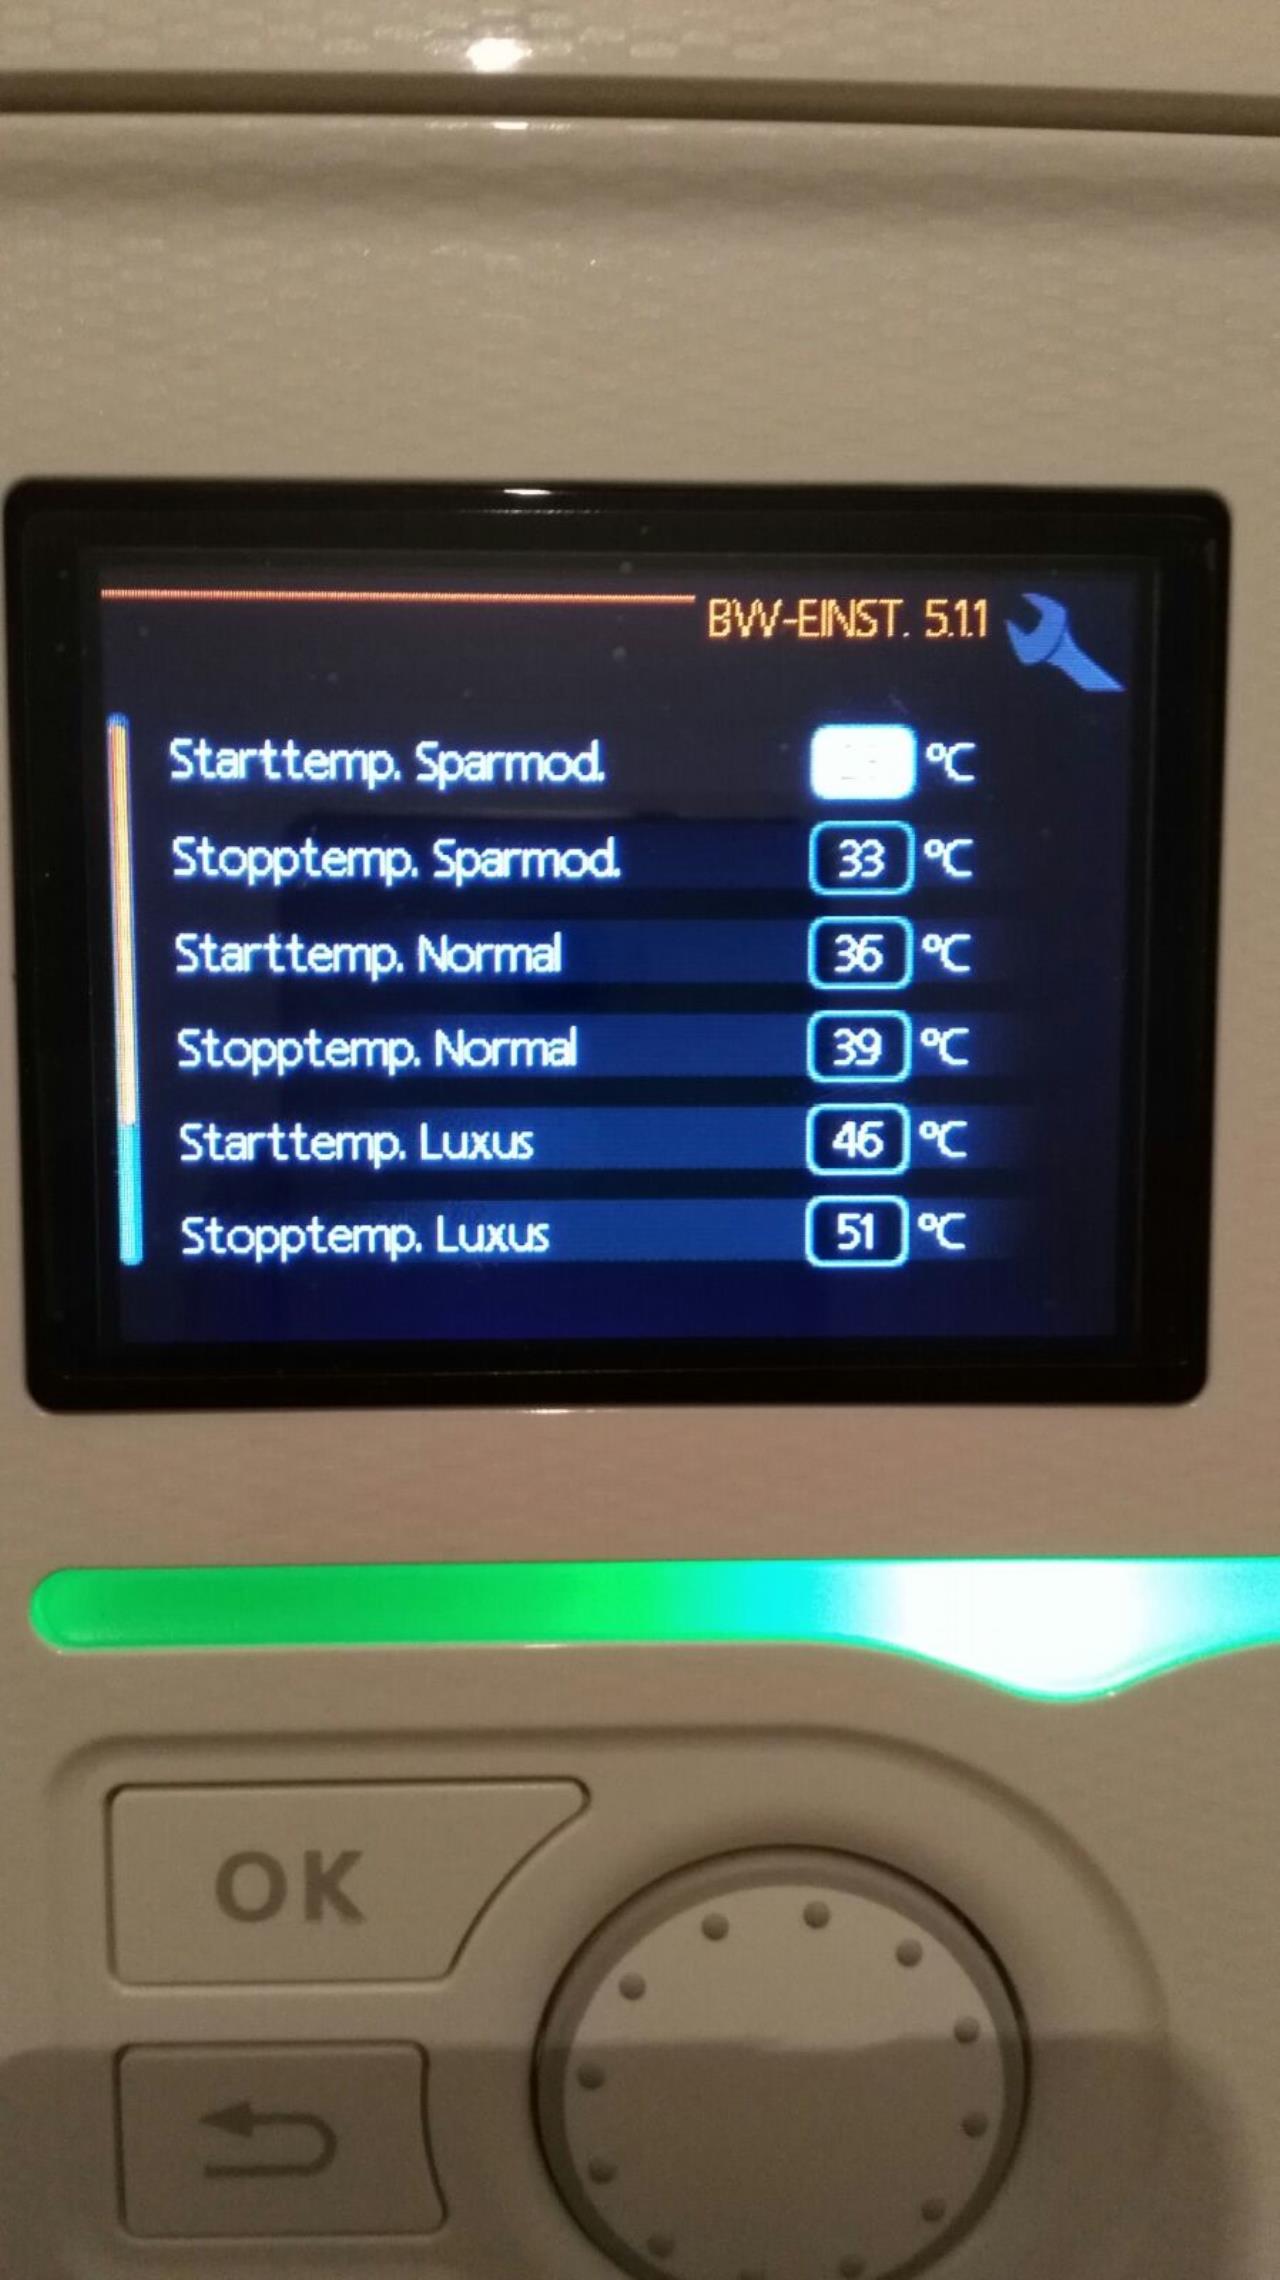 BW-EINST. 5.1.1
Starttemp. Sparmod. °C
Stopptemp. Sparmod. 33 °C
Starttemp. Normal 36 °C
Stopptemp. Normal 39 °C
Starttemp. Luxus 46 °C
Stopptemp. Luxus 51 °C
OK